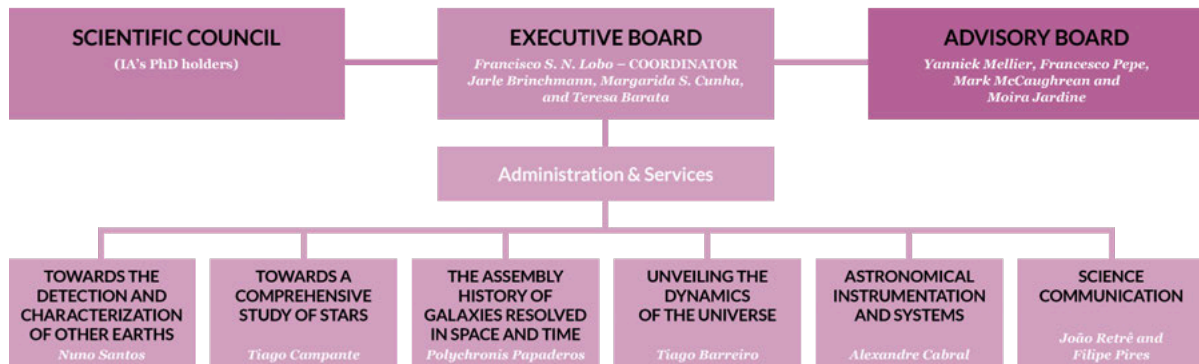 SCIENTIFIC COUNCIL
(IA's PhD holders)
EXECUTIVE BOARD
Francisco S. N. Lobo – COORDINATOR
Jarle Brinchmann, Margarida S. Cunha,
and Teresa Barata
ADVISORY BOARD
Yannick Mellier, Francesco Pepe,
Mark McCaughrean and
Moira Jardine
Administration & Services
TOWARDS THE
DETECTION AND
CHARACTERIZATION
OF OTHER EARTHS
Nuno Santos
TOWARDS A
COMPREHENSIVE
STUDY OF STARS
Tiago Campante
THE ASSEMBLY
HISTORY OF
GALAXIES RESOLVED
IN SPACE AND TIME
Polychronis Papaderos
UNVEILING THE
DYNAMICS
OF THE UNIVERSE
Tiago Barreiro
ASTRONOMICAL
INSTRUMENTATION
AND SYSTEMS
Alexandre Cabral
SCIENCE
COMMUNICATION
João Retrê and
Filipe Pires